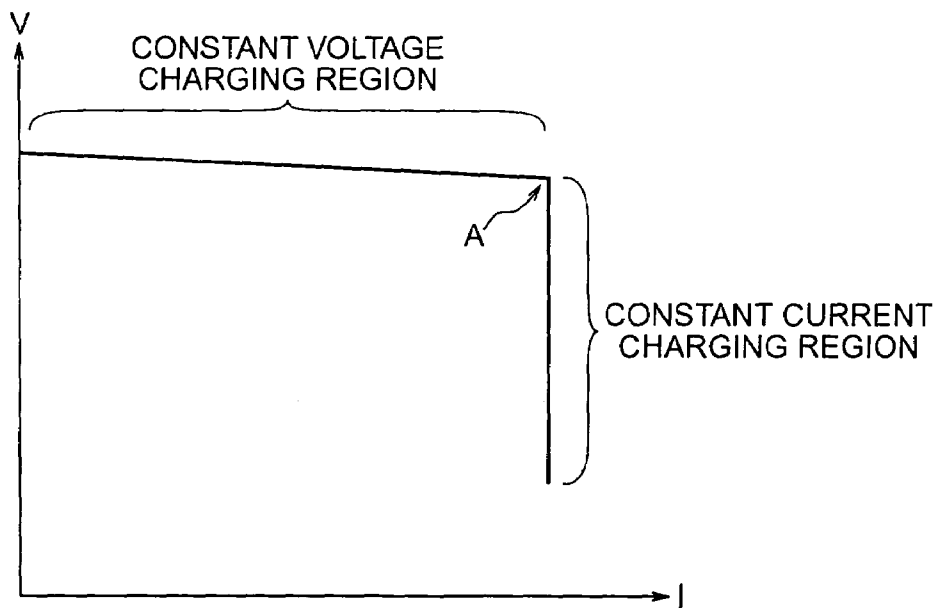 V
CONSTANT VOLTAGE
CHARGING REGION
A
CONSTANT CURRENT
CHARGING REGION
I